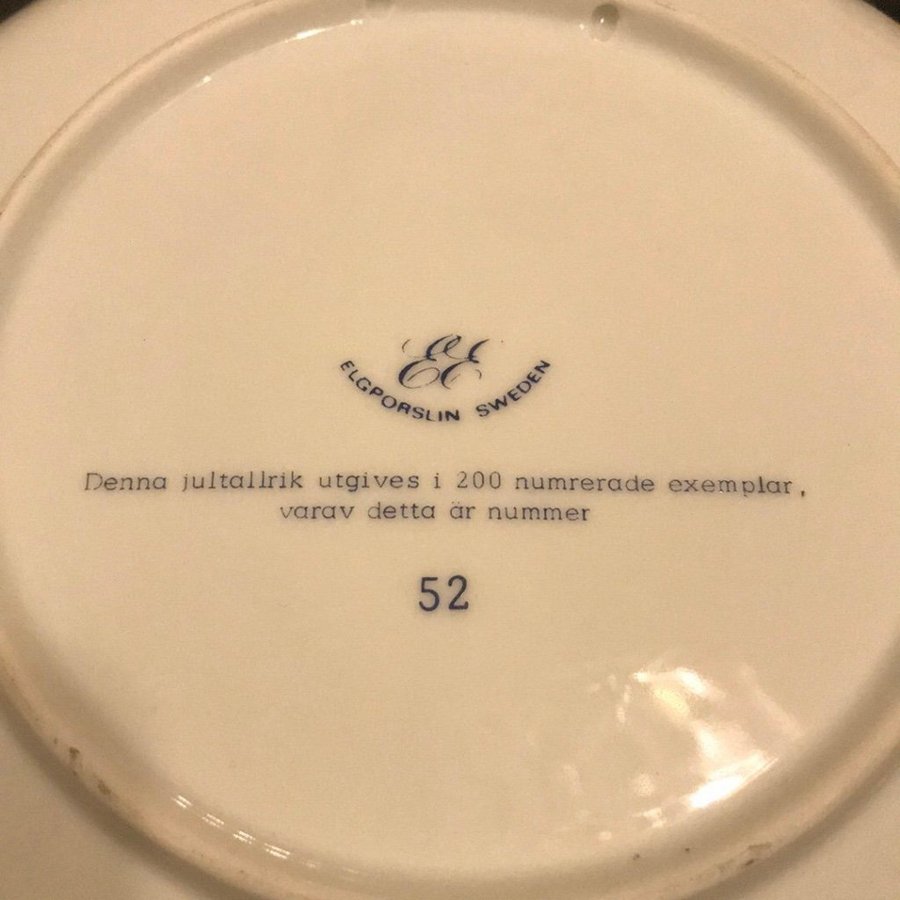 EE
ELGPORSLIN SWEDEN
Denna jultallrik utgives i 200 numrerade exemplar,
varav detta är nummer
52